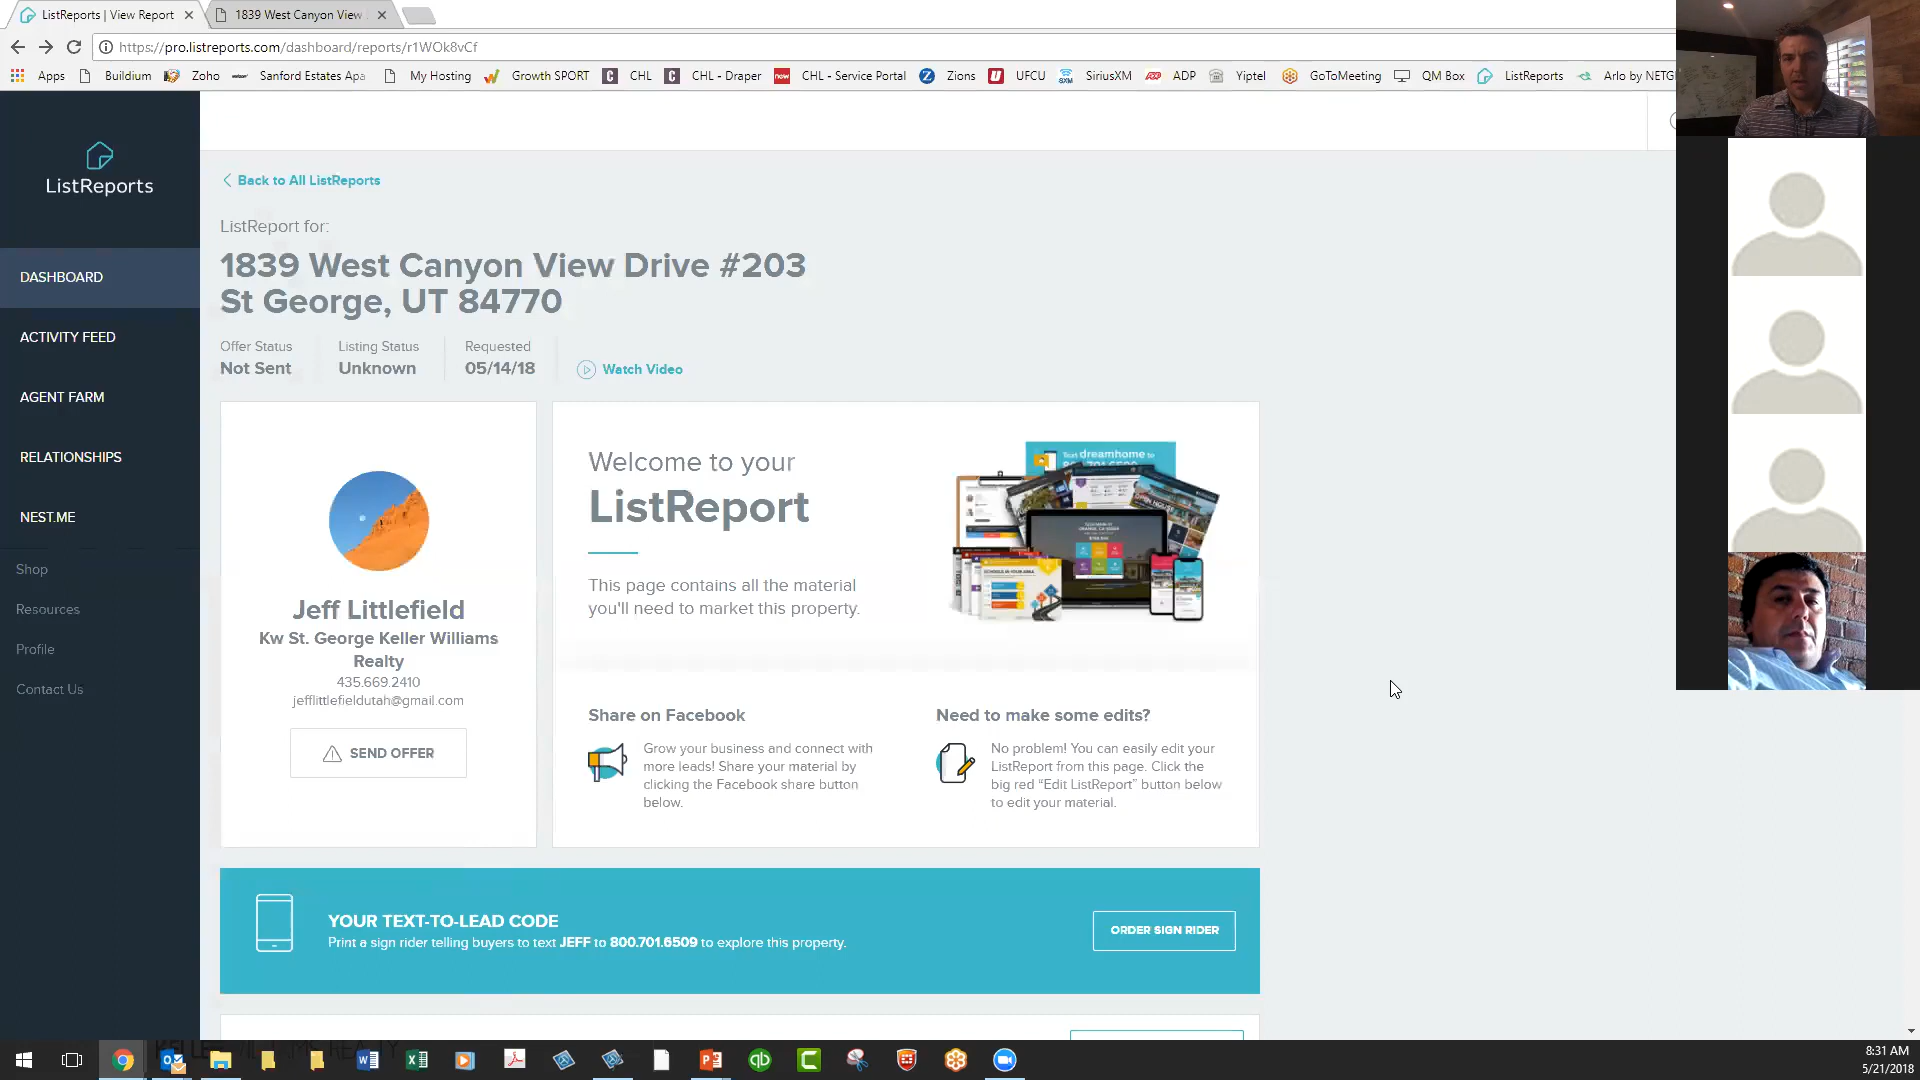 ListReports | View Report
1839 West Canyon View
https://pro.listreports.com/dashboard/reports/r1WOk8vCf
Apps Buildium Zoho Sanford Estates Apa My Hosting Growth SPORT CHL CHL - Draper CHL - Service Portal Zions UFCU SiriusXM ADP Yiptel GoToMeeting QM Box ListReports Arlo by NETG
ListReports
DASHBOARD
ACTIVITY FEED
AGENT FARM
RELATIONSHIPS
NEST.ME
Shop
Resources
Profile
Contact Us
Back to All ListReports
ListReport for:
1839 West Canyon View Drive #203
St George, UT 84770
Offer Status
Not Sent
Listing Status
Unknown
Requested
05/14/18
Watch Video
Jeff Littlefield
Kw St. George Keller Williams
Realty
435.669.2410
jefflittlefieldutah@gmail.com
SEND OFFER
Welcome to your
ListReport
This page contains all the material
you'll need to market this property.
Text dreamhome to
Share on Facebook
Grow your business and connect with
more leads! Share your material by
clicking the Facebook share button
below.
Need to make some edits?
No problem! You can easily edit your
ListReport from this page. Click the
big red “Edit ListReport” button below
to edit your material.
YOUR TEXT-TO-LEAD CODE
Print a sign rider telling buyers to text JEFF to 800.701.6509 to explore this property.
ORDER SIGN RIDER
8:31 AM
5/21/2018